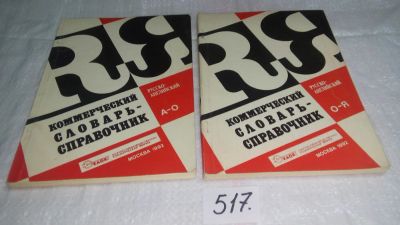 RЯ
РУССКО-
АНГЛИЙСКИЙ
А-О
КОММЕРЧЕСКИЙ
СЛОВАРЬ-
СПРАВОЧНИК
МОСКВА 1992
RЯ
РУССКО-
АНГЛИЙСКИЙ
О-Я
КОММЕРЧЕСКИЙ
СЛОВАРЬ-
СПРАВОЧНИК
МОСКВА 1992
517.